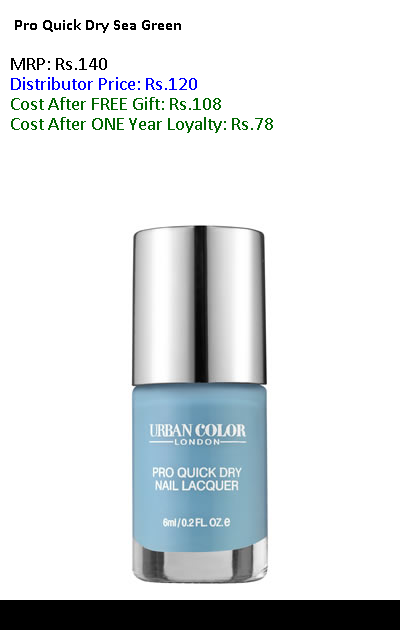 Pro Quick Dry Sea Green
MRP: Rs.140
Distributor Price: Rs.120
Cost After FREE Gift: Rs.108
Cost After ONE Year Loyalty: Rs.78
URBAN COLOR
LONDON
PRO QUICK DRY
NAIL LACQUER
6ml/0.2 FL. OZ.e